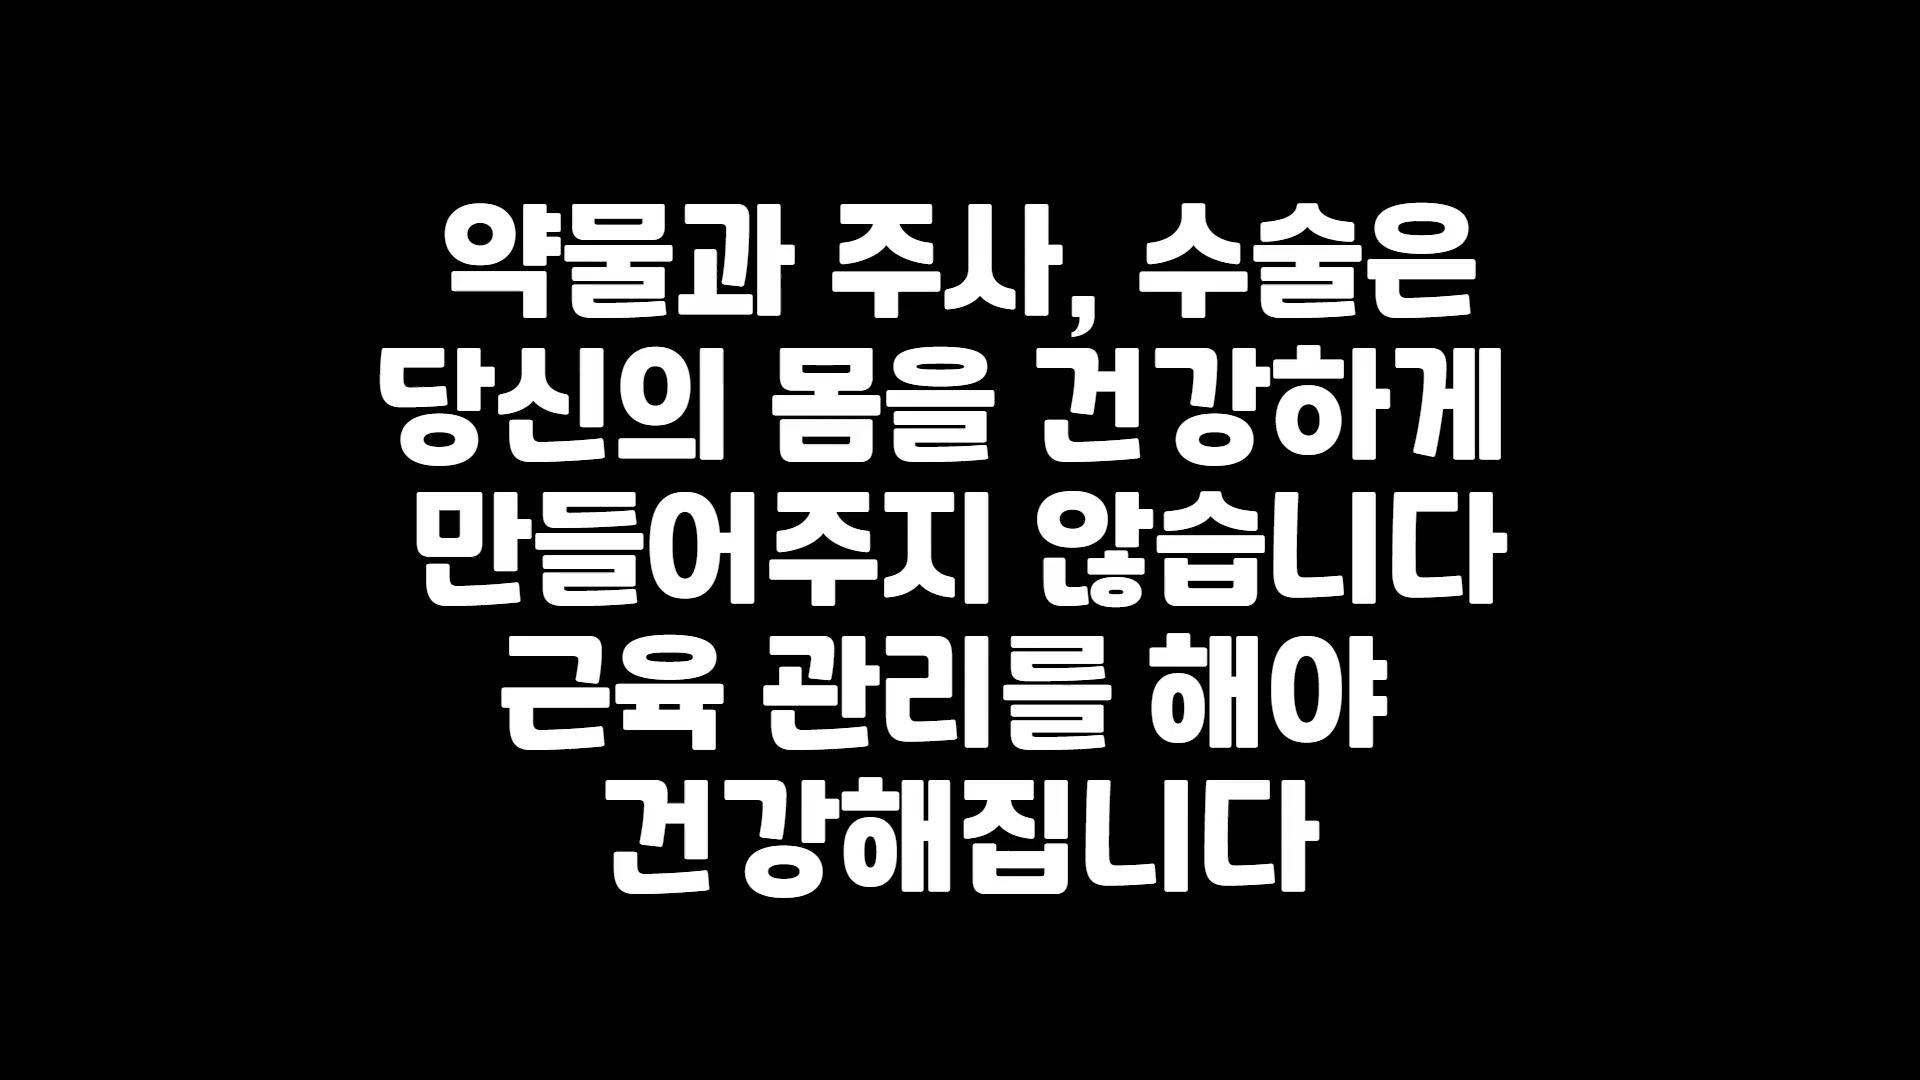 약물과 주사, 수술은
당신의 몸을 건강하게
만들어주지 않습니다
근육 관리를 해야
건강해집니다